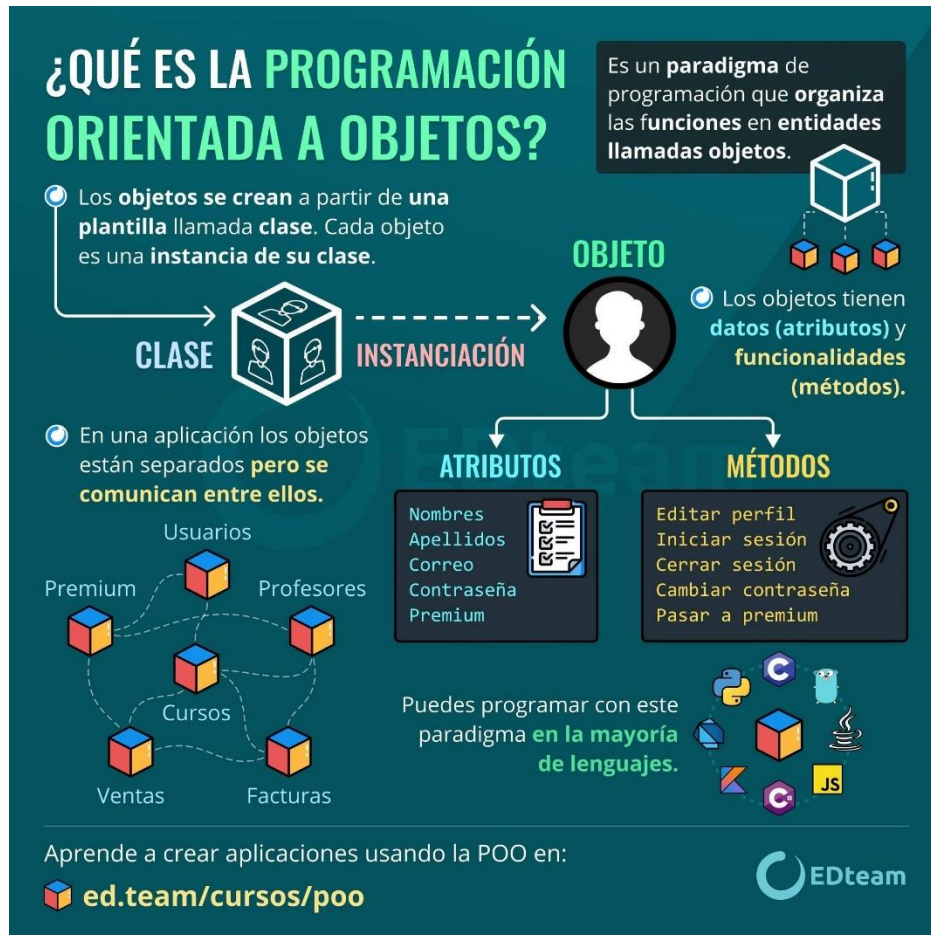 ¿QUÉ ES LA PROGRAMACIÓN
ORIENTADA A OBJETOS?
Es un paradigma de
programación que organiza
las funciones en entidades
llamadas objetos.
Los objetos se crean a partir de una
plantilla llamada clase. Cada objeto
es una instancia de su clase.
OBJETO
CLASE
INSTANCIACIÓN
Los objetos tienen
datos (atributos) y
funcionalidades
(métodos).
En una aplicación los objetos
están separados pero se
comunican entre ellos.
Usuarios
Premium
Profesores
Cursos
Ventas
Facturas
ATRIBUTOS
Nombres
Apellidos
Correo
Contraseña
Premium
MÉTODOS
Editar perfil
Iniciar sesión
Cerrar sesión
Cambiar contraseña
Pasar a premium
EDteam
Puedes programar con este
paradigma en la mayoría
de lenguajes.
C
JS
C#
Aprende a crear aplicaciones usando la POO en:
ed.team/cursos/poo
EDteam